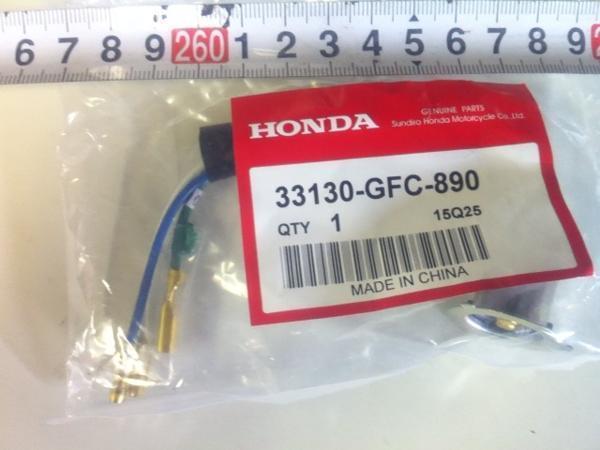 6 7 8 9 260 1 2 3 4 5 6 7 8 9
HONDA
GENUINE PARTS
Sundiro Honda Motorcycle Co.,Ltd.
33130-GFC-890
QTY 1 15Q25
MADE IN CHINA